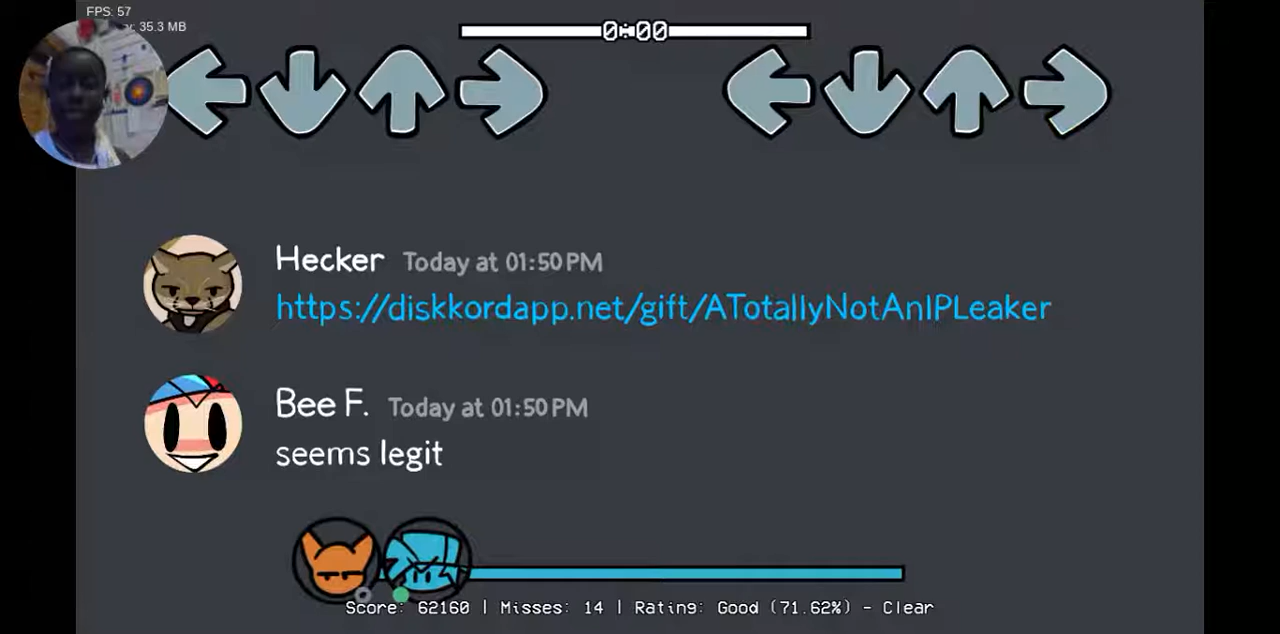 FPS: 57
35.3 MB
0:00
Hecker Today at 01:50 PM
https://diskkordapp.net/gift/ATotallyNotAnIPLeaker
Bee F. Today at 01:50 PM
seems legit
Score: 62160 | Misses: 14 | Rating: Good (71.62%) - Clear